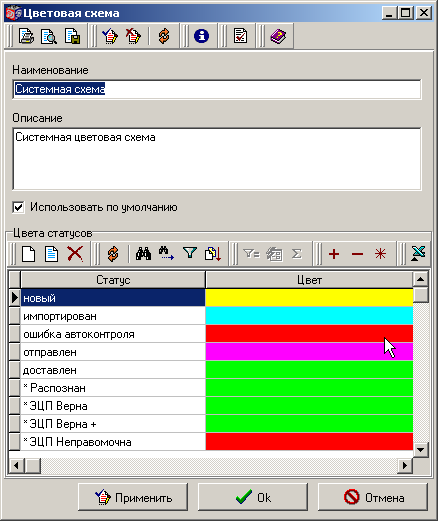 Цветовая схема
Наименование
Системная схема
Описание
Системная цветовая схема
Использовать по умолчанию
Цвета статусов
Статус Цвет
новый
импортирован
ошибка автоконтроля
отправлен
доставлен
* Распознан
* ЭЦП Верна
* ЭЦП Верна +
* ЭЦП Неправомочна
Применить Ok Отмена